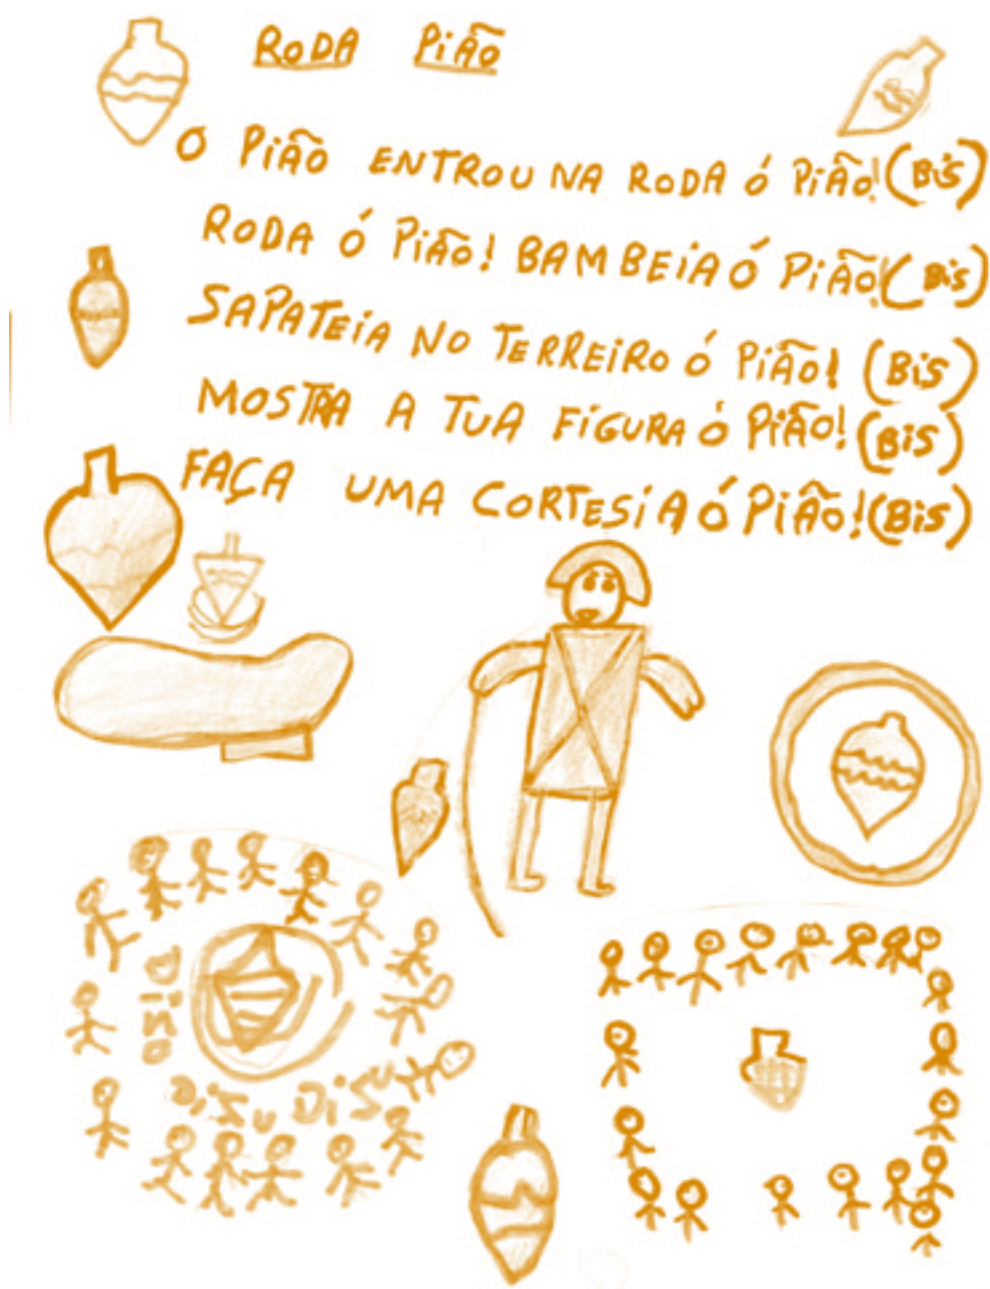 RODA PIÃO
O PIÃO ENTROU NA RODA Ó PIÃO! (BIS)
RODA Ó PIÃO! BAMBEIA Ó PIÃO! (BIS)
SAPATEIA NO TERREIRO Ó PIÃO! (BIS)
MOSTRA A TUA FIGURA Ó PIÃO! (BIS)
FAÇA UMA CORTESIA Ó PIÃO! (BIS)